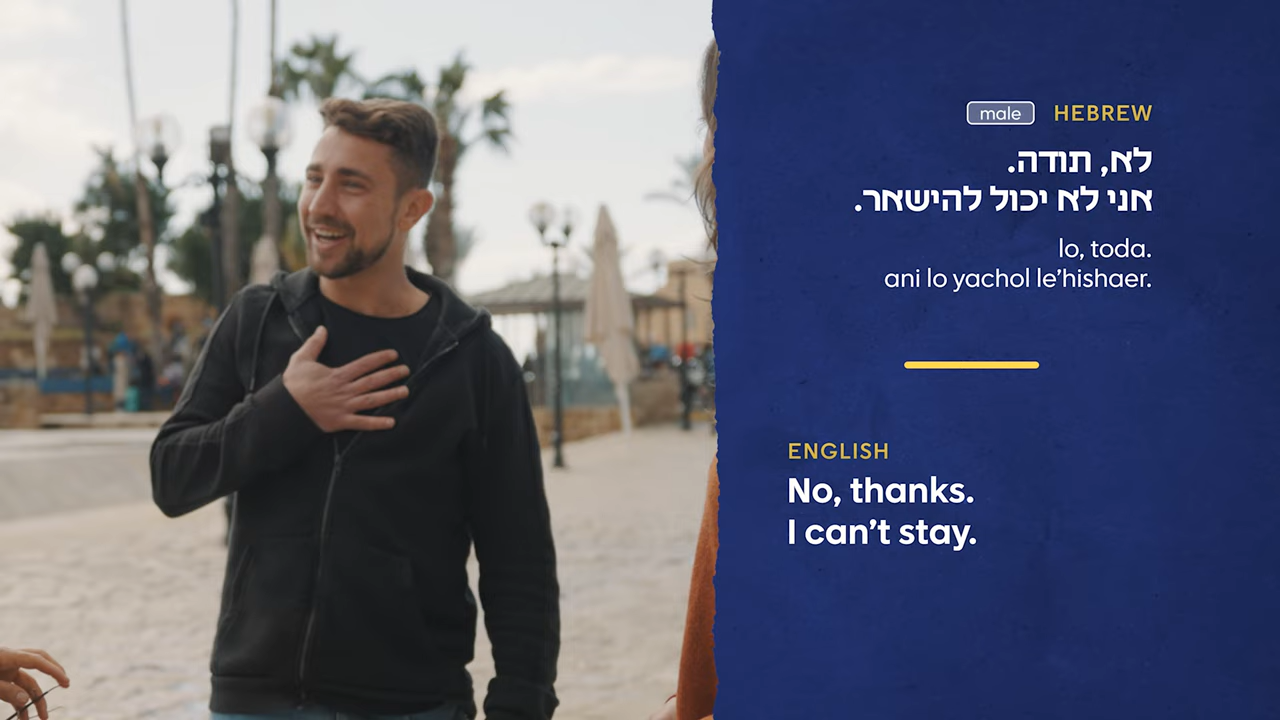 male HEBREW
לא, תודה.
אני לא יכול להישאר.
lo, toda.
ani lo yachol le’hishaer.
ENGLISH
No, thanks.
I can’t stay.